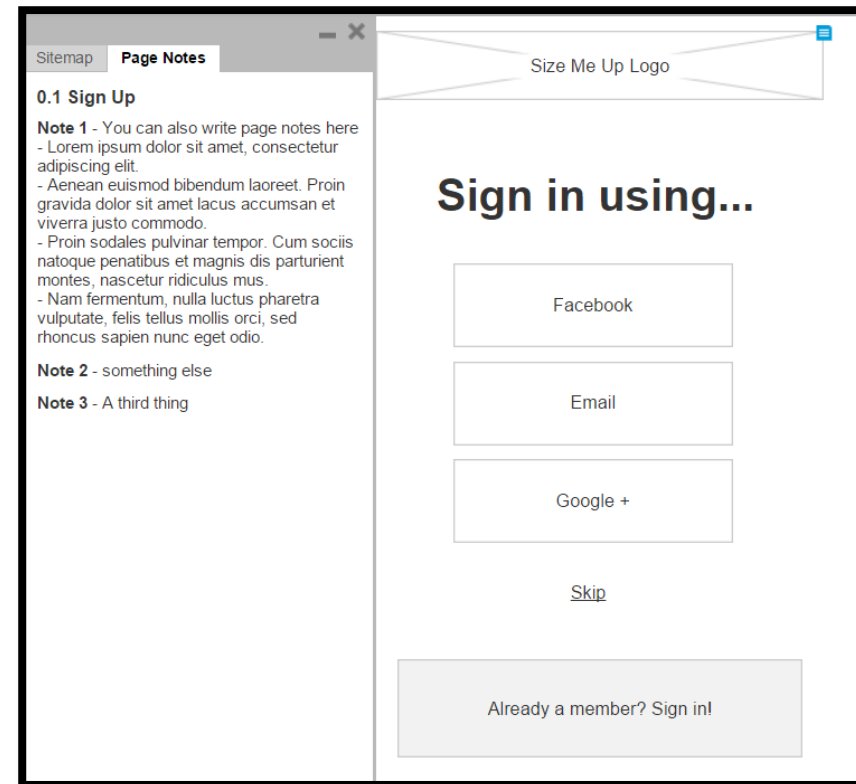 Sitemap Page Notes
0.1 Sign Up
Note 1 - You can also write page notes here
- Lorem ipsum dolor sit amet, consectetur
adipiscing elit.
- Aenean euismod bibendum laoreet. Proin
gravida dolor sit amet lacus accumsan et
viverra justo commodo.
- Proin sodales pulvinar tempor. Cum sociis
natoque penatibus et magnis dis parturient
montes, nascetur ridiculus mus.
- Nam fermentum, nulla luctus pharetra
vulputate, felis tellus mollis orci, sed
rhoncus sapien nunc eget odio.
Note 2 - something else
Note 3 - A third thing
Size Me Up Logo
Sign in using...
Facebook
Email
Google +
Skip
Already a member? Sign in!